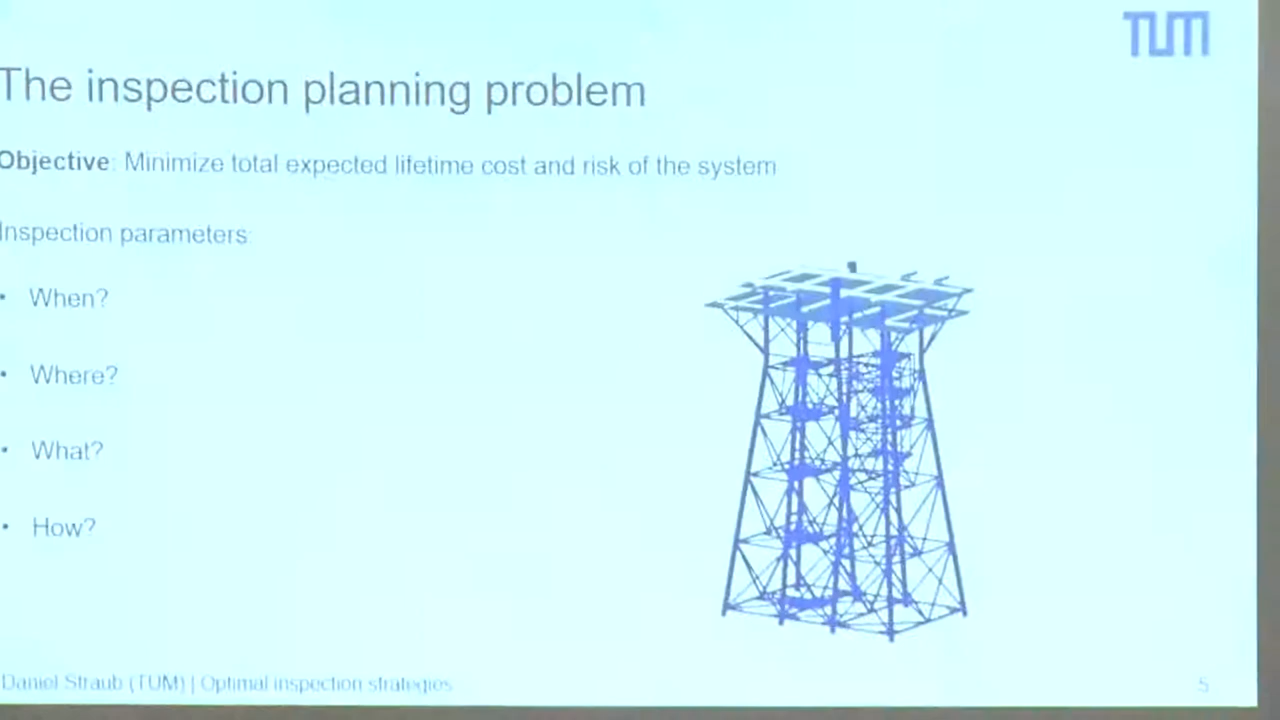 TUM
The inspection planning problem
Objective: Minimize total expected lifetime cost and risk of the system
Inspection parameters:
• When?
• Where?
• What?
• How?
Daniel Straub (TUM) | Optimal inspection strategies
5